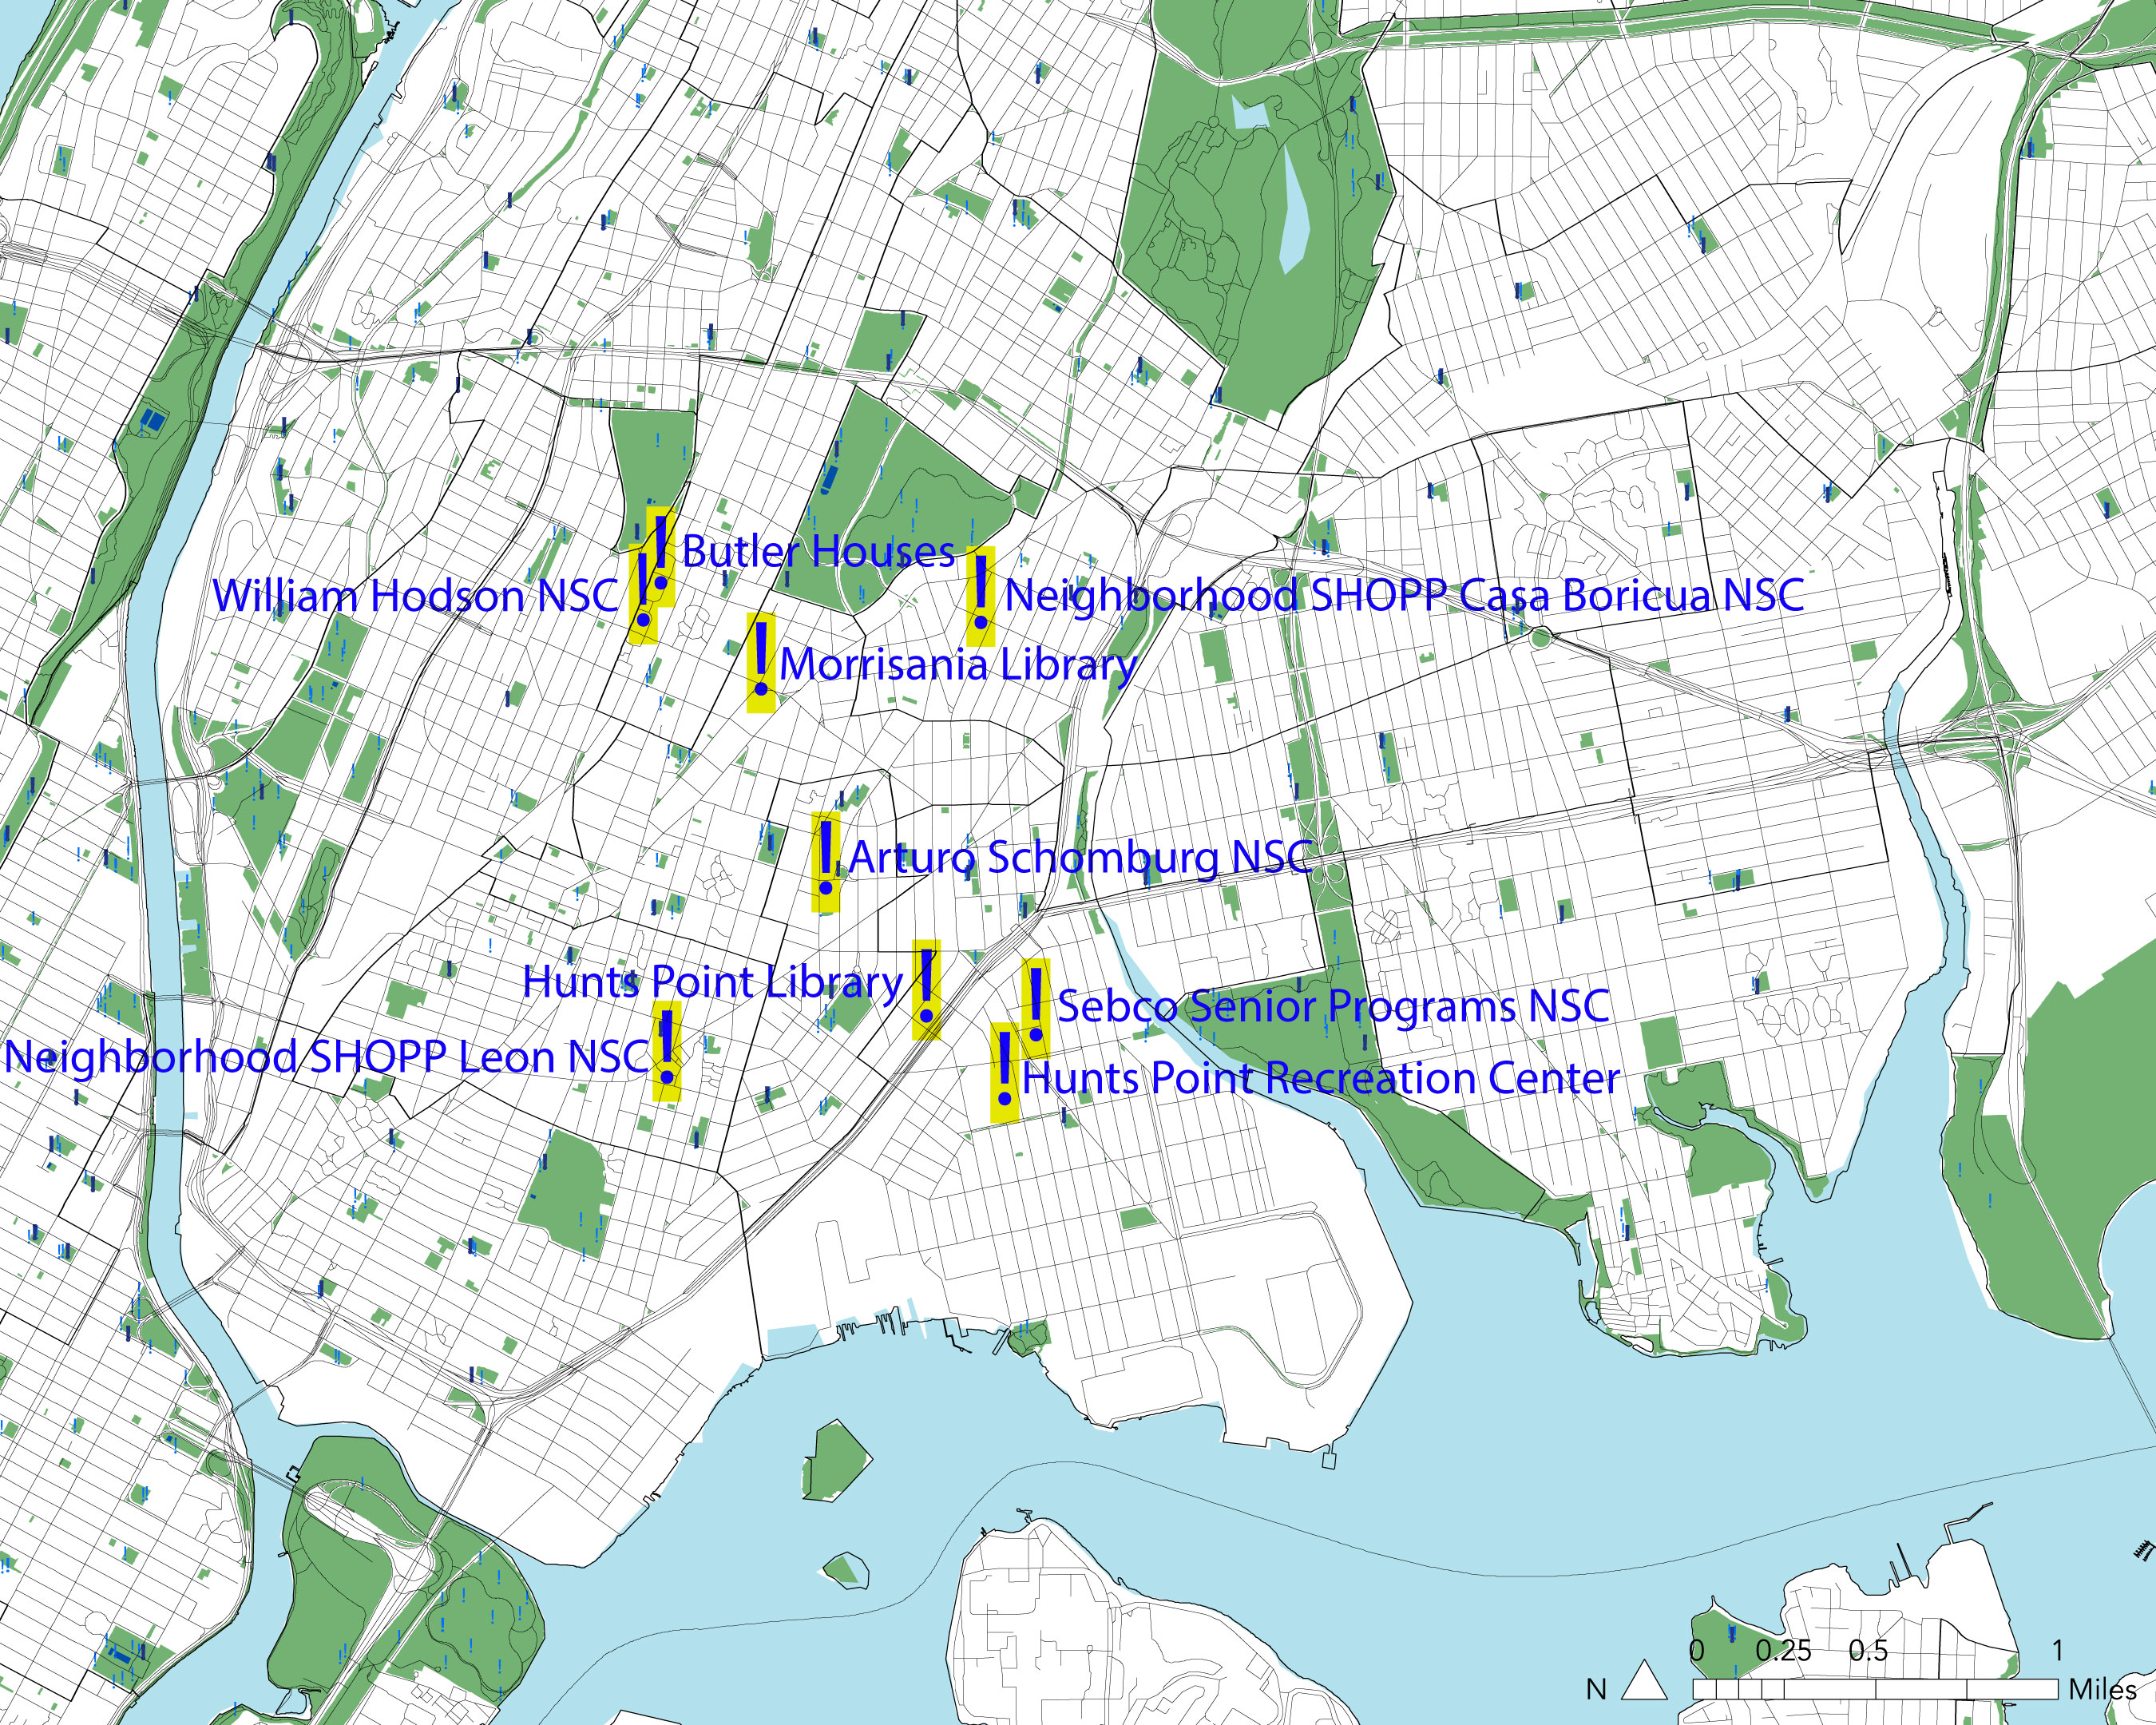 Butler Houses
William Hodson NSC
Neighborhood SHOPP Casa Boricua NSC
Morrisania Library
Arturo Schomburg NSC
Hunts Point Library
Sebco Senior Programs NSC
Neighborhood SHOPP Leon NSC
Hunts Point Recreation Center
0 0.25 0.5 1
N Miles